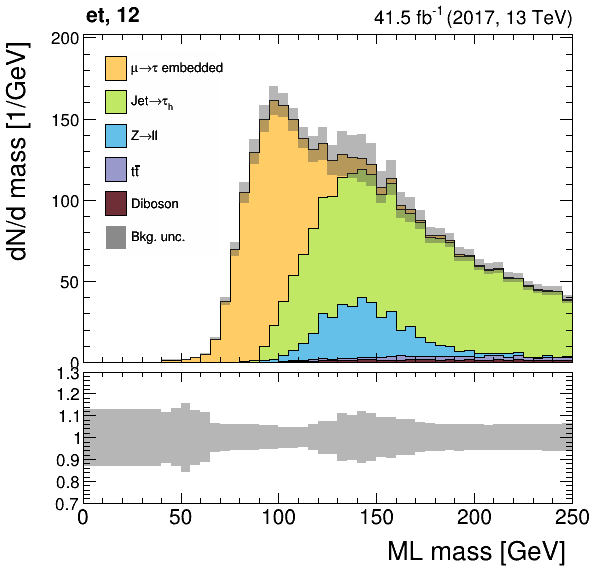 et, 12
41.5 fb⁻¹ (2017, 13 TeV)
dN/d mass [1/GeV]
200
150
100
50
0
μ→τ embedded
Jet→τₕ
Z→ll
tt̅
Diboson
Bkg. unc.
1.3
1.2
1.1
1
0.9
0.8
0.7
0 50 100 150 200 250
ML mass [GeV]